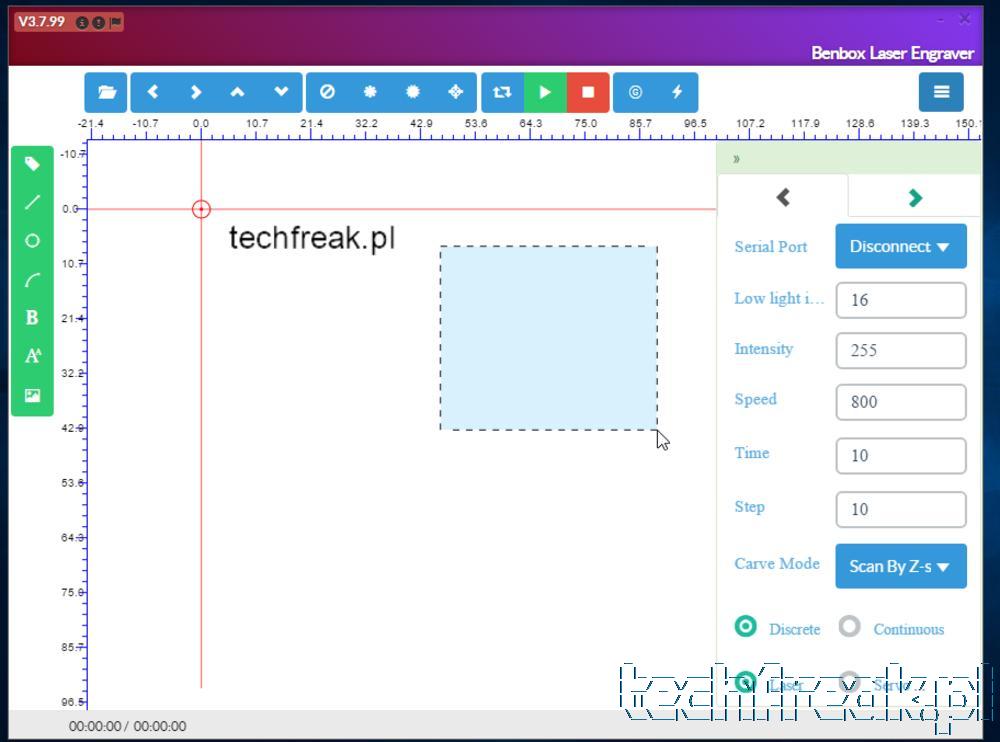 V3.7.99
Benbox Laser Engraver
-21.4 -10.7 0.0 10.7 21.4 32.2 42.9 53.6 64.3 75.0 85.7 96.5 107.2 117.9 128.6 139.3 150.
-10.7
0.0
10.7
21.4
32.2
42.9
53.6
64.3
75.0
85.7
96.5
B
AA
techfreak.pl
»
Serial Port Disconnect
Low light i... 16
Intensity 255
Speed 800
Time 10
Step 10
Carve Mode Scan By Z-s
Discrete Continuous
Laser Servo...
techfreak.pl
00:00:00 / 00:00:00